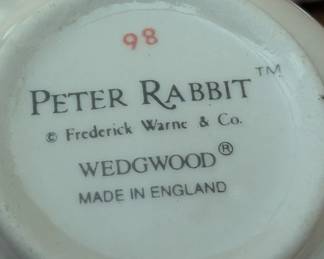 98
PETER RABBIT™
© Frederick Warne & Co.
WEDGWOOD®
MADE IN ENGLAND